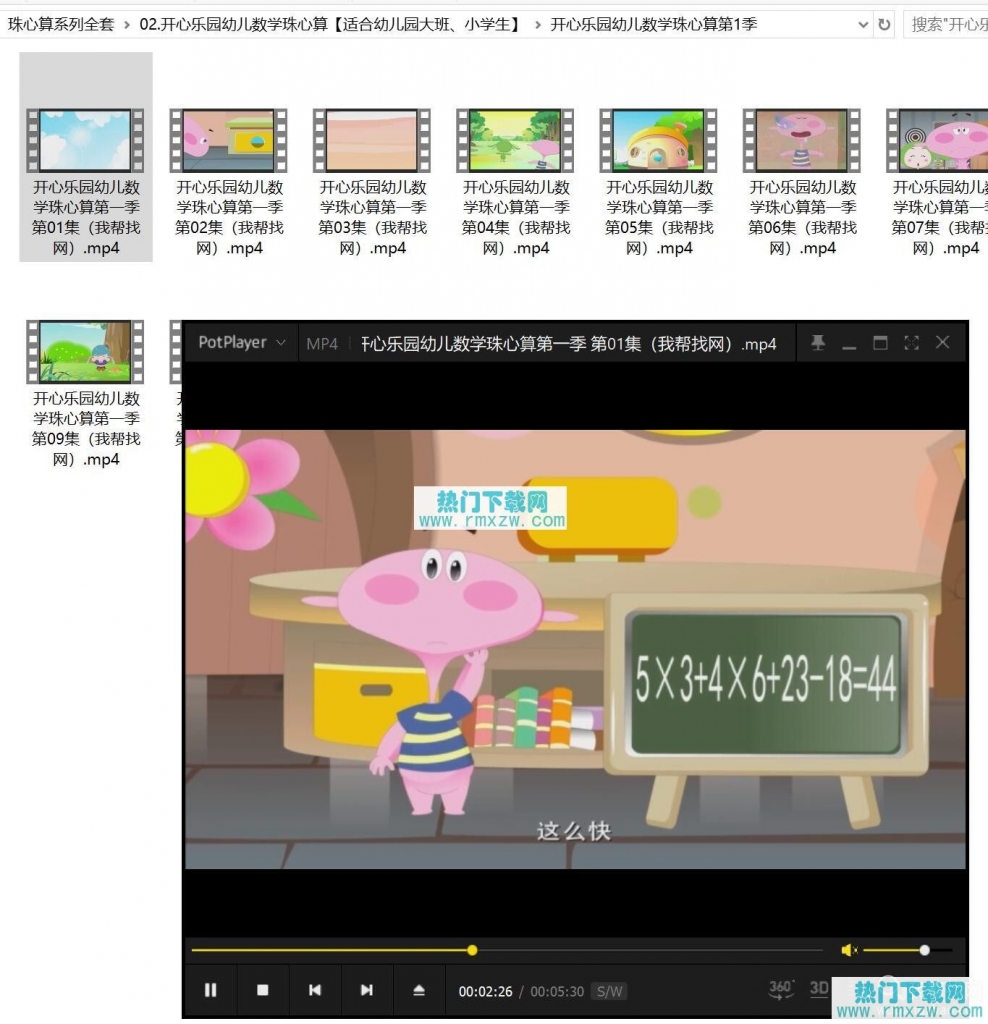 珠心算系列全套 › 02.开心乐园幼儿数学珠心算【适合幼儿园大班、小学生】 › 开心乐园幼儿数学珠心算第1季
搜索"开心乐
开心乐园幼儿数
学珠心算第一季
第01集（我帮找
网）.mp4
开心乐园幼儿数
学珠心算第一季
第02集（我帮找
网）.mp4
开心乐园幼儿数
学珠心算第一季
第03集（我帮找
网）.mp4
开心乐园幼儿数
学珠心算第一季
第04集（我帮找
网）.mp4
开心乐园幼儿数
学珠心算第一季
第05集（我帮找
网）.mp4
开心乐园幼儿数
学珠心算第一季
第06集（我帮找
网）.mp4
开心乐园幼儿
学珠心算第一季
第07集（我帮
网）.mp4
开心乐园幼儿数
学珠心算第一季
第09集（我帮找
网）.mp4
PotPlayer MP4 开心乐园幼儿数学珠心算第一季 第01集（我帮找网）.mp4
热门下载网
www.rmxzw.com
5×3+4×6+23-18=44
这么快
00:02:26 / 00:05:30 S/W
360° 3D
热门下载网
www.rmxzw.com